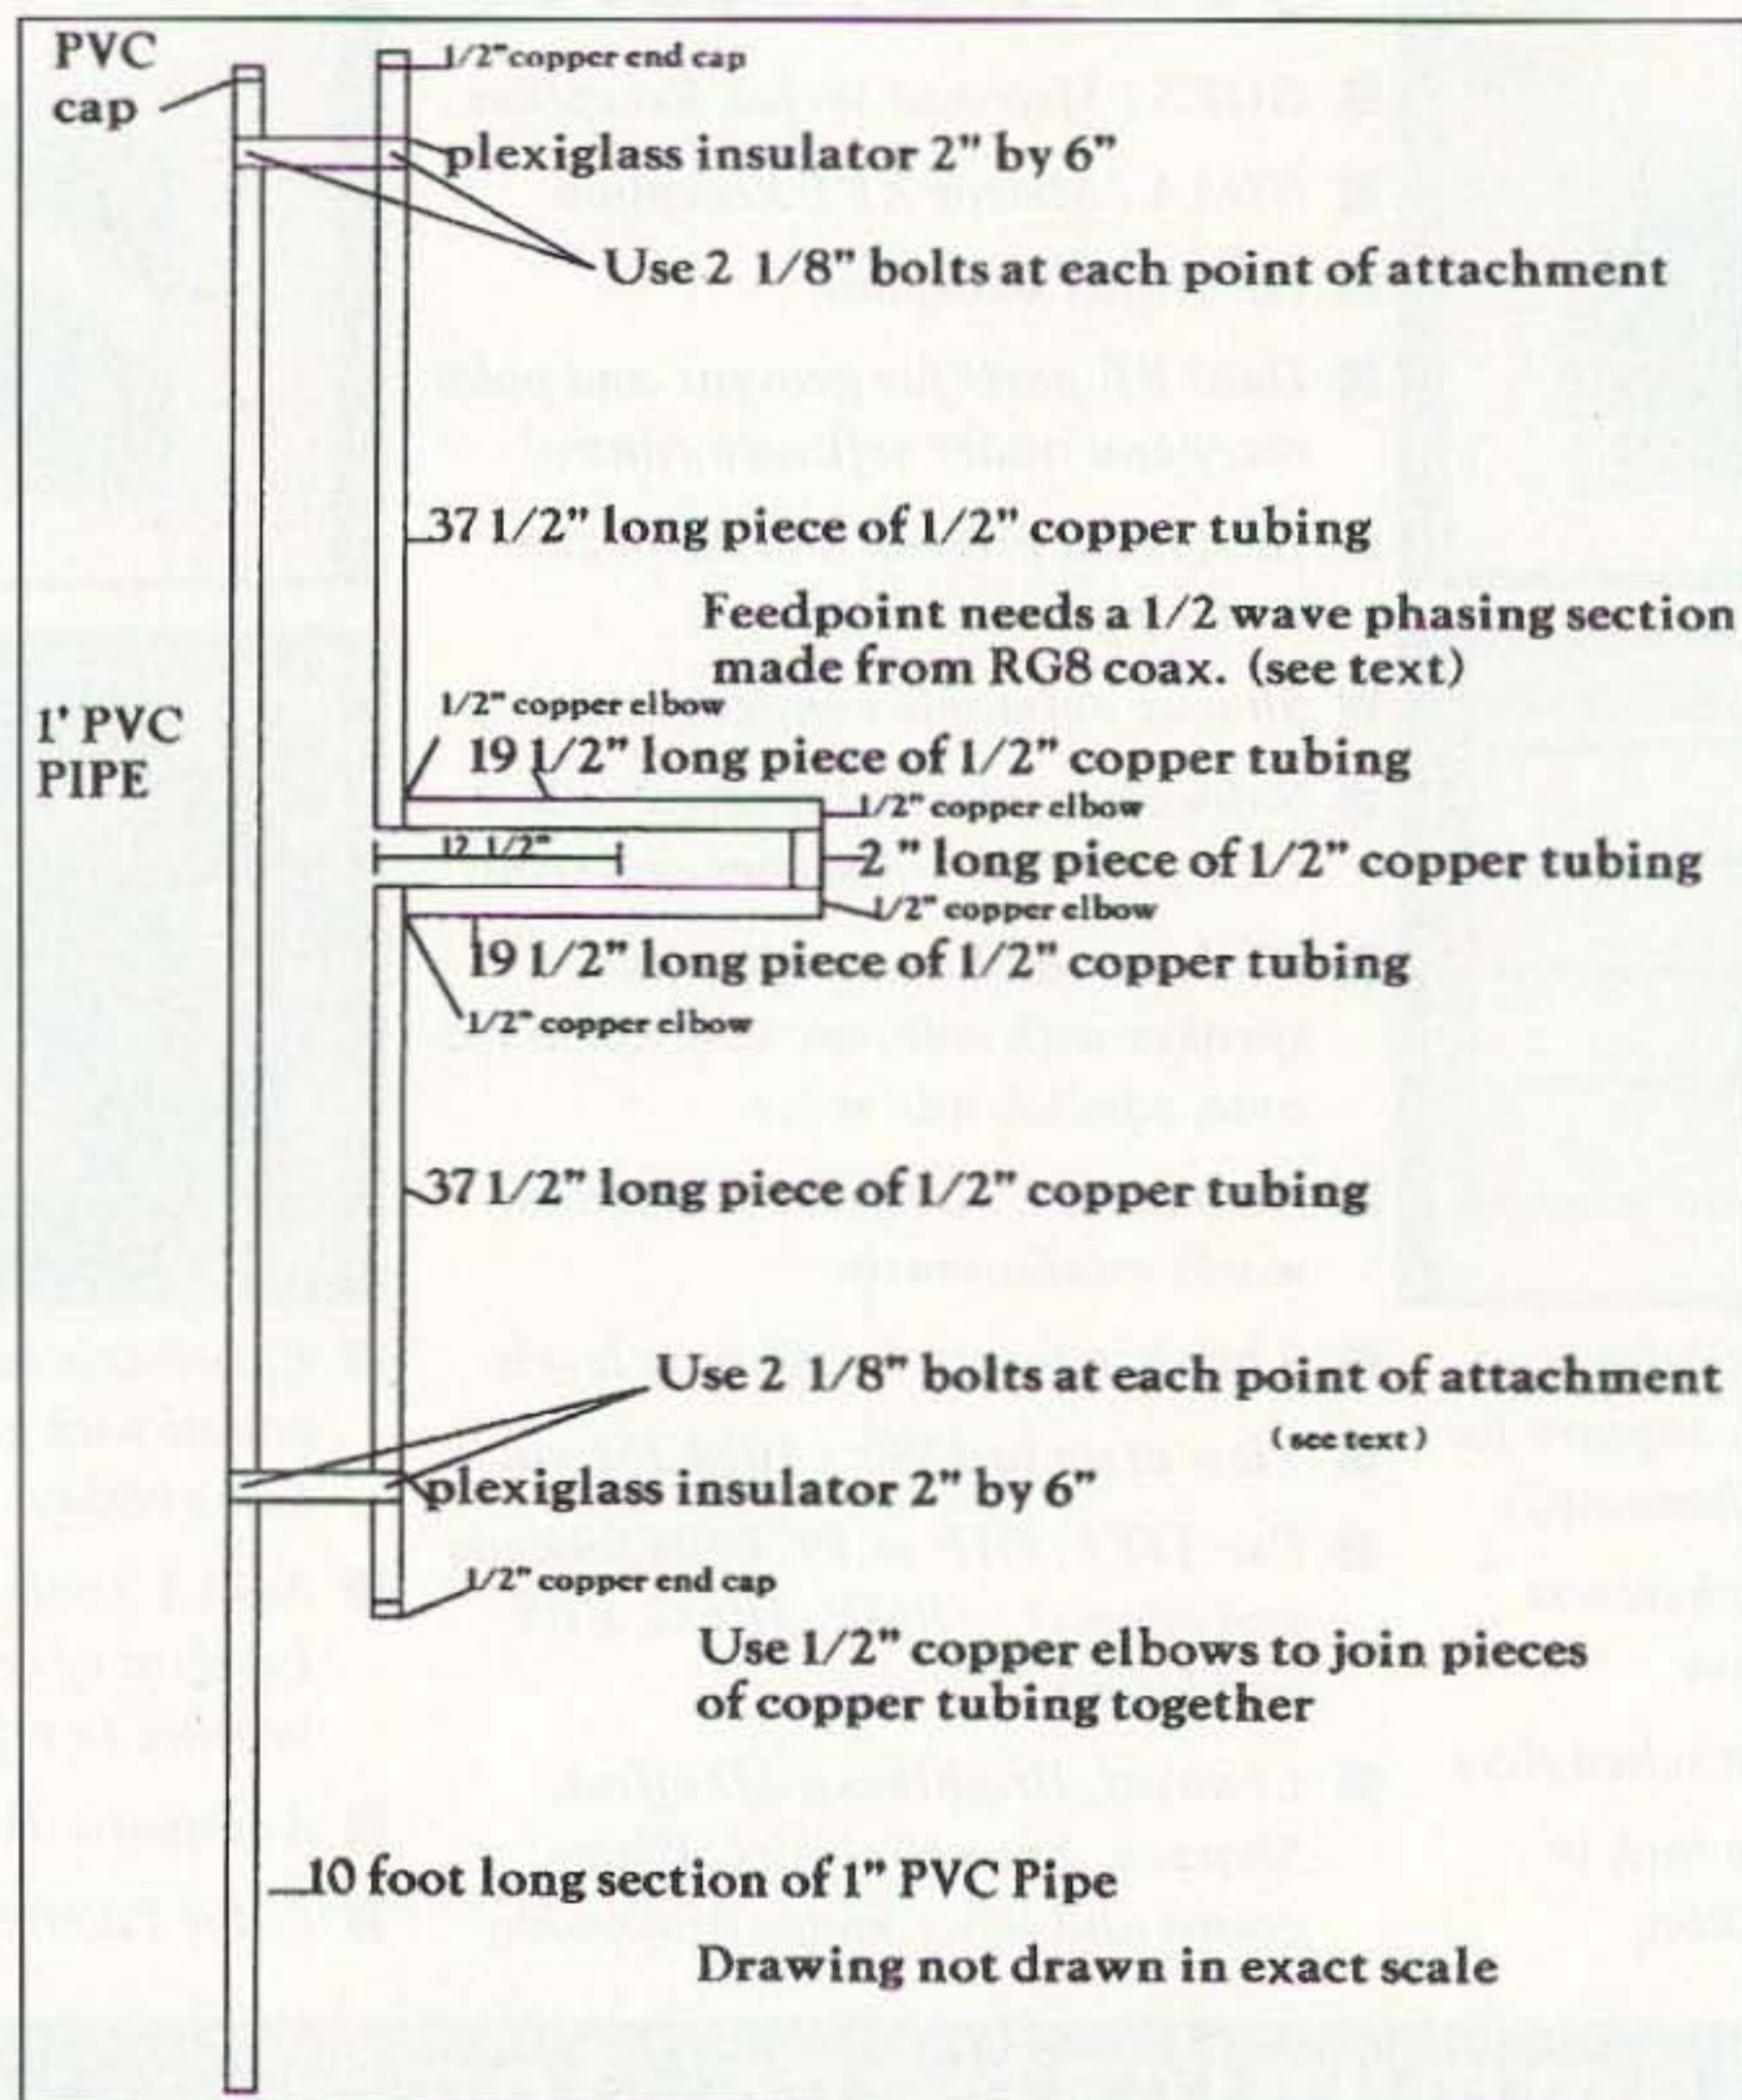 PVC
cap
1/2" copper end cap
plexiglass insulator 2" by 6"
Use 2 1/8" bolts at each point of attachment
37 1/2" long piece of 1/2" copper tubing
Feedpoint needs a 1/2 wave phasing section
made from RG8 coax. (see text)
1/2" copper elbow
1' PVC
PIPE
19 1/2" long piece of 1/2" copper tubing
1/2" copper elbow
12 1/2"
2 " long piece of 1/2" copper tubing
1/2" copper elbow
19 1/2" long piece of 1/2" copper tubing
1/2" copper elbow
37 1/2" long piece of 1/2" copper tubing
Use 2 1/8" bolts at each point of attachment
( see text )
plexiglass insulator 2" by 6"
1/2" copper end cap
Use 1/2" copper elbows to join pieces
of copper tubing together
10 foot long section of 1" PVC Pipe
Drawing not drawn in exact scale